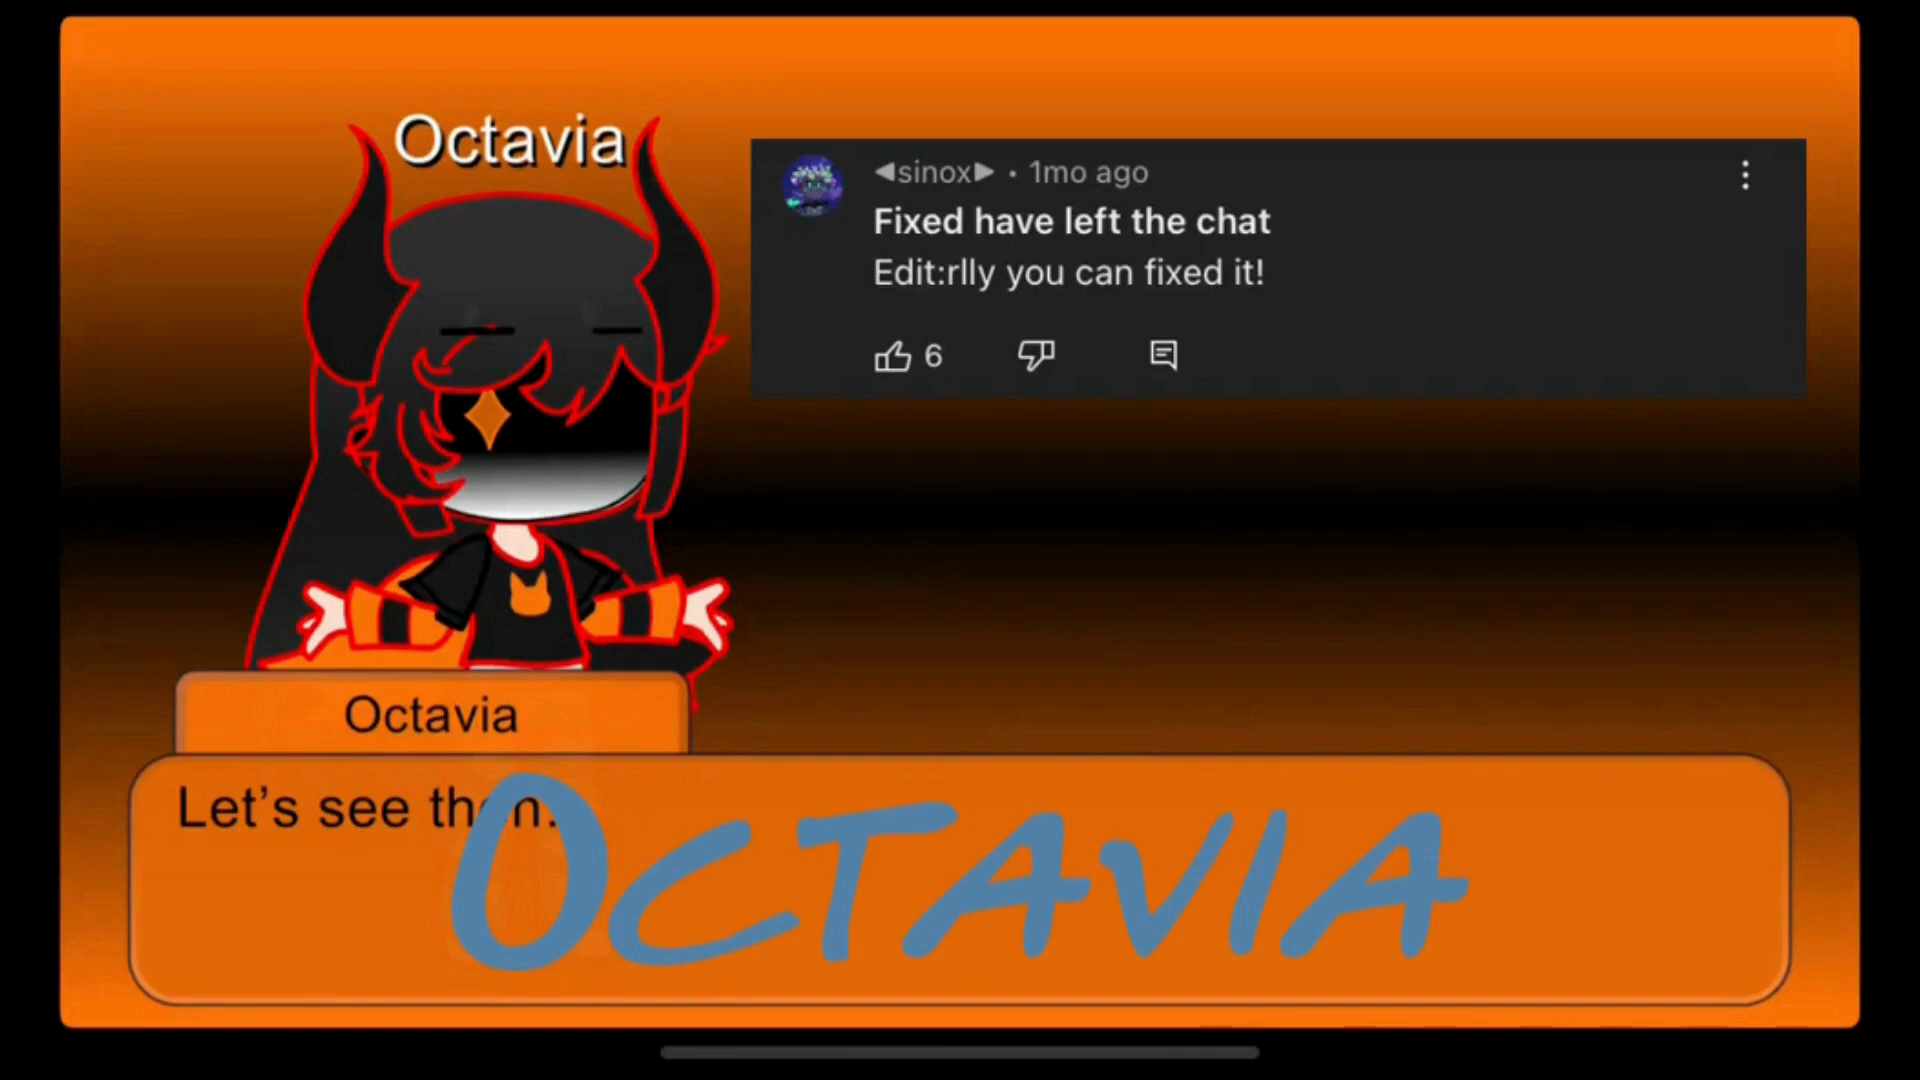 Octavia
◀sinox▶ • 1mo ago
Fixed have left the chat
Edit:rlly you can fixed it!
6
Octavia
Let’s see then.
OCTAVIA